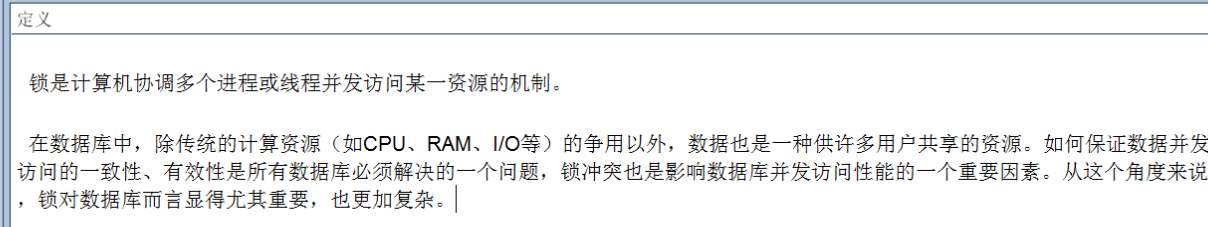 定义
锁是计算机协调多个进程或线程并发访问某一资源的机制。
在数据库中，除传统的计算资源（如CPU、RAM、I/O等）的争用以外，数据也是一种供许多用户共享的资源。如何保证数据并发
访问的一致性、有效性是所有数据库必须解决的一个问题，锁冲突也是影响数据库并发访问性能的一个重要因素。从这个角度来说
，锁对数据库而言显得尤其重要，也更加复杂。